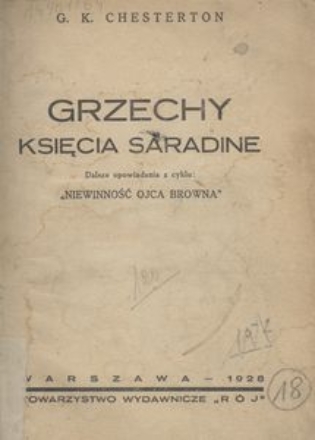 G. K. CHESTERTON
GRZECHY
KSIĘCIA SARADINE
Dalsze opowiadania z cyklu:
„NIEWINNOŚĆ OJCA BROWNA”
WARSZAWA — 1928
TOWARZYSTWO WYDAWNICZE „RÓJ”
18